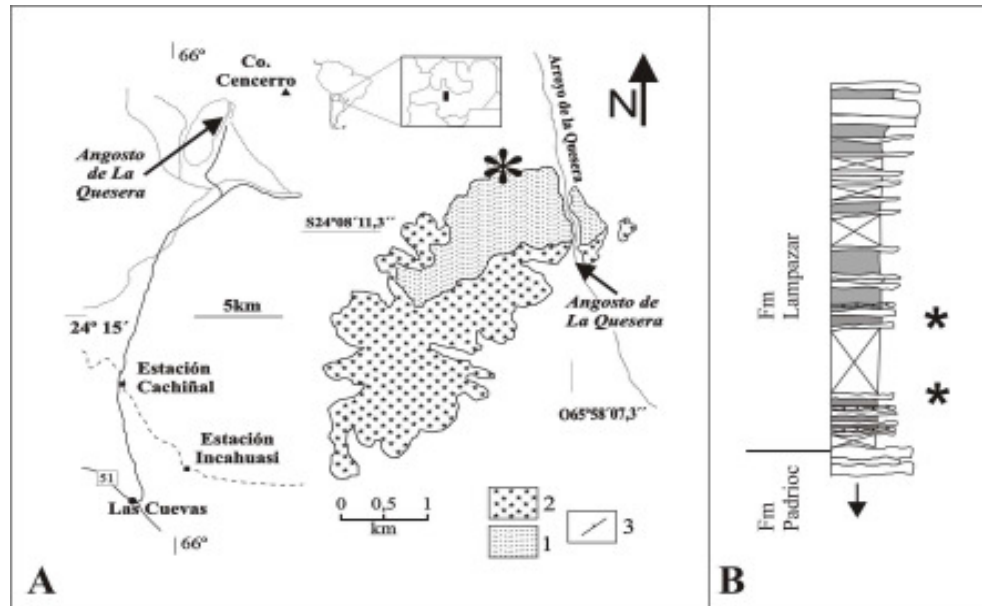 66°
Co.
Cencerro
Angosto
de La
Quesera
5km
24° 15´
Estación
Cachiñal
Estación
Incahuasi
51
Las Cuevas
66°
A
Arroyo de la Quesera
N
*
S24°08´11,3´´
Angosto de
La Quesera
O65°58´07,3´´
0 0,5 1
km
2
1
3
B
Fm
Lampazar
*
*
Fm
Padrioc